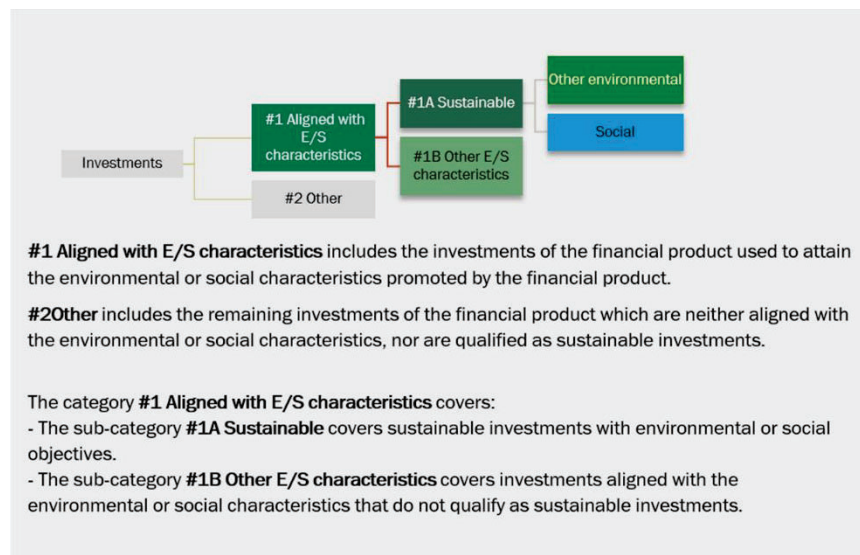 Other environmental
#1A Sustainable
#1 Aligned with
E/S
characteristics
Social
Investments
#1B Other E/S
characteristics
#2 Other
#1 Aligned with E/S characteristics includes the investments of the financial product used to attain
the environmental or social characteristics promoted by the financial product.
#2Other includes the remaining investments of the financial product which are neither aligned with
the environmental or social characteristics, nor are qualified as sustainable investments.
The category #1 Aligned with E/S characteristics covers:
- The sub-category #1A Sustainable covers sustainable investments with environmental or social
objectives.
- The sub-category #1B Other E/S characteristics covers investments aligned with the
environmental or social characteristics that do not qualify as sustainable investments.